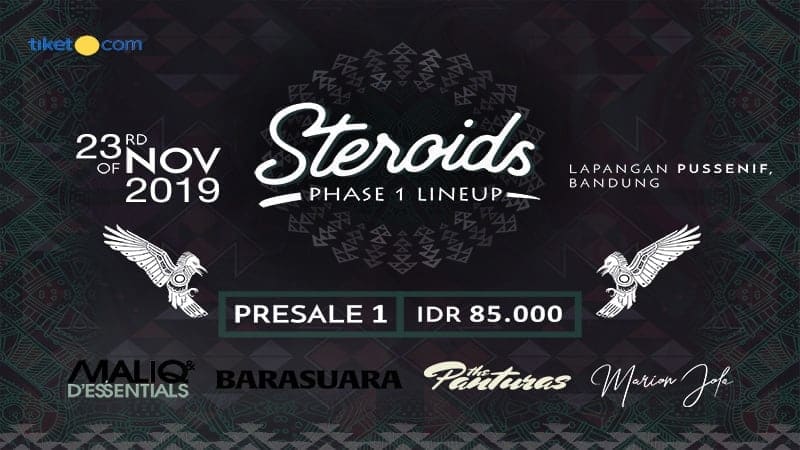 tiket.com
23RD
OF NOV
2019
Steroids
PHASE 1 LINEUP
LAPANGAN PUSSENIF,
BANDUNG
PRESALE 1
IDR 85.000
MALIQ &
D'ESSENTIALS
BARASUARA
the Panturas
Marion Jola